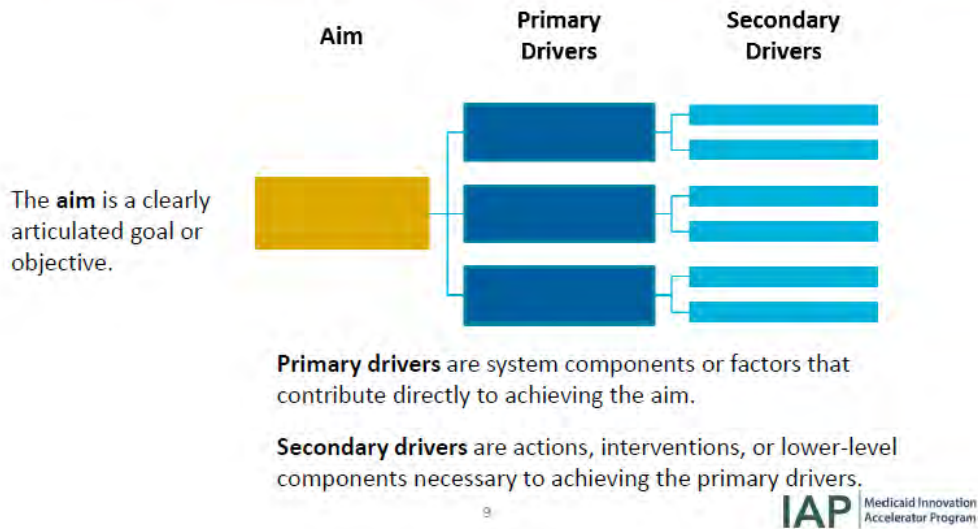 Aim
Primary
Drivers
Secondary
Drivers
The aim is a clearly
articulated goal or
objective.
Primary drivers are system components or factors that
contribute directly to achieving the aim.
Secondary drivers are actions, interventions, or lower-level
components necessary to achieving the primary drivers.
9
IAP
Medicaid Innovation
Accelerator Program